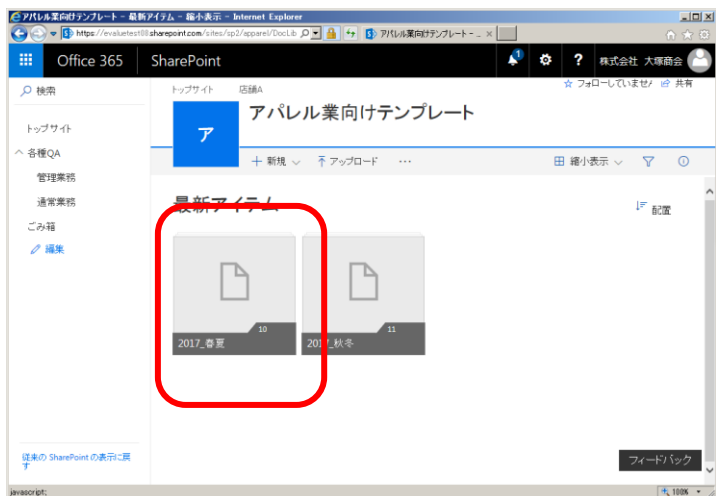 アパレル業向けテンプレート - 最新アイテム - 縮小表示 - Internet Explorer
https://evaluetest01.sharepoint.com/sites/sp2/apparel/DocLib アパレル業向けテンプレート - ... ×
Office 365 SharePoint 1 ? 株式会社 大塚商会
検索 トップサイト 店舗A ☆ フォローしていませ 共有
アパレル業向けテンプレート
ア
トップサイト
各種QA
管理業務
通常業務
ごみ箱
編集
+ 新規 アップロード ··· 縮小表示
最新アイテム 配置
10 11
2017_春夏 2017_秋冬
従来の SharePoint の表示に戻
す
フィードバック
javascript: 100%